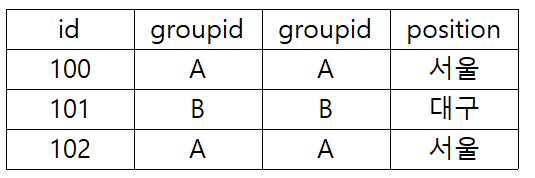 id groupid groupid position
100 A A 서울
101 B B 대구
102 A A 서울